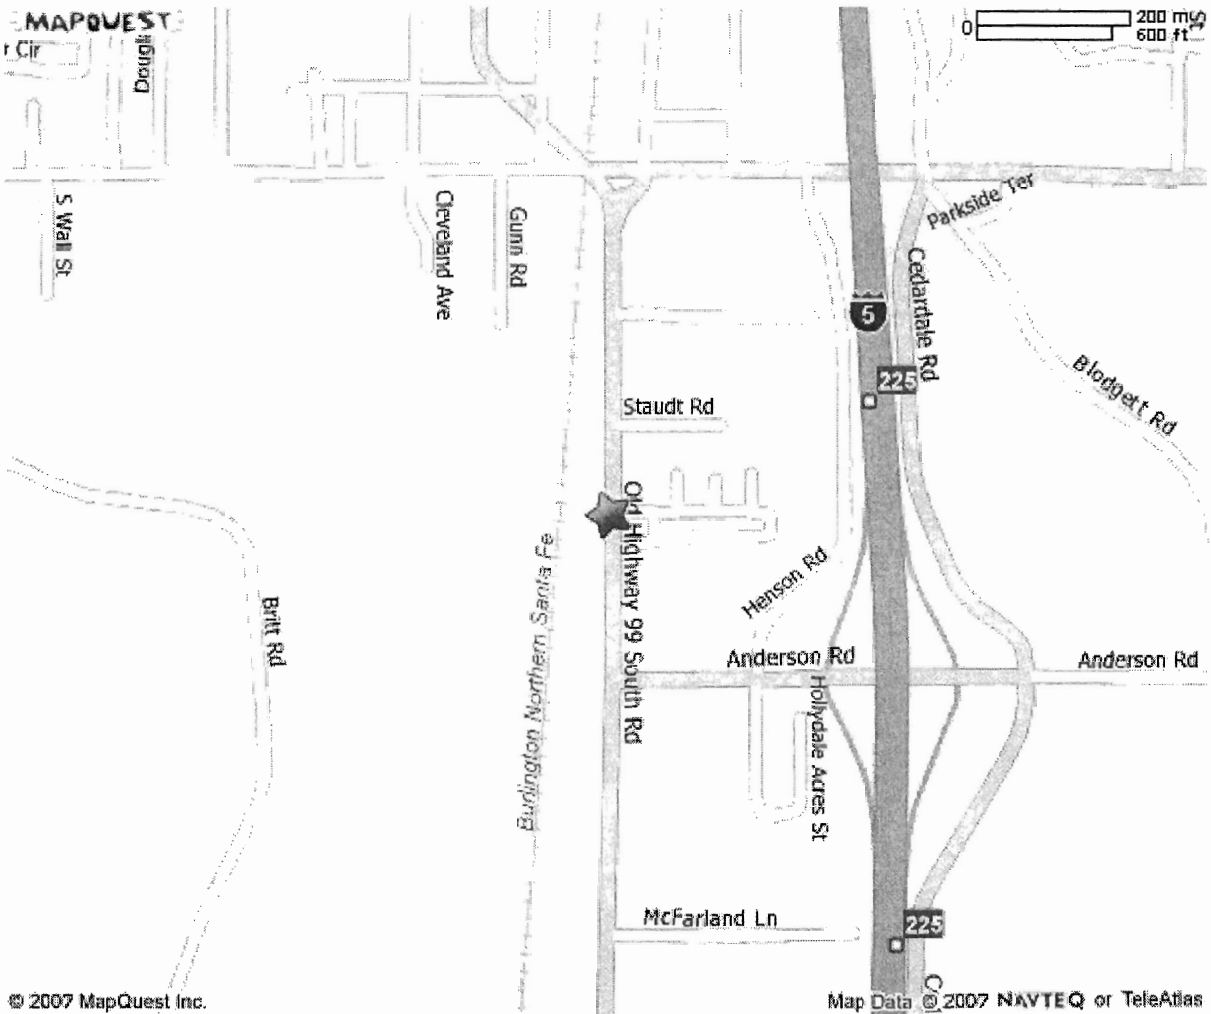 MAPQUEST
0
200 m
600 ft
St
r Cir
S Wall St
Cleveland Ave
Gunn Rd
Parkside Ter
Cedardale Rd
5
225
Blodgett Rd
Staudt Rd
Old Highway 99 South Rd
Burlington Northern Santa Fe
Henson Rd
Britt Rd
Anderson Rd
Anderson Rd
Hollydale Acres St
McFarland Ln
225
© 2007 MapQuest Inc.
Map Data © 2007 NAVTEQ or TeleAtlas